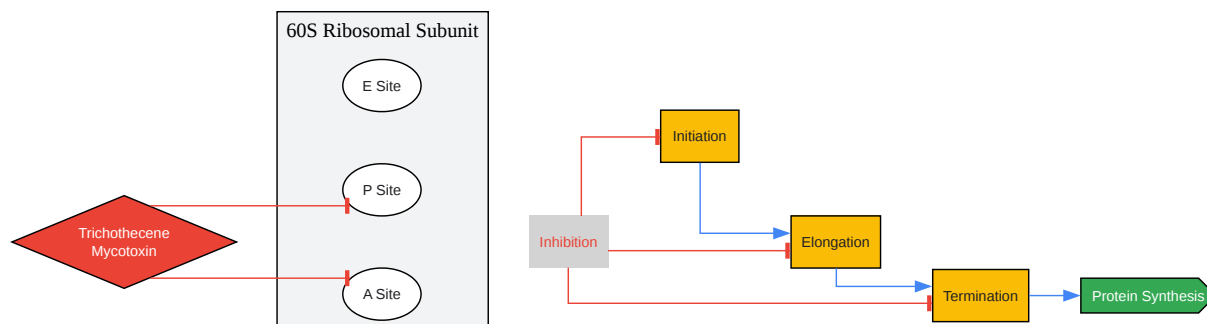 60S Ribosomal Subunit
E Site
P Site
A Site
Trichothecene
Mycotoxin
Inhibition
Initiation
Elongation
Termination
Protein Synthesis